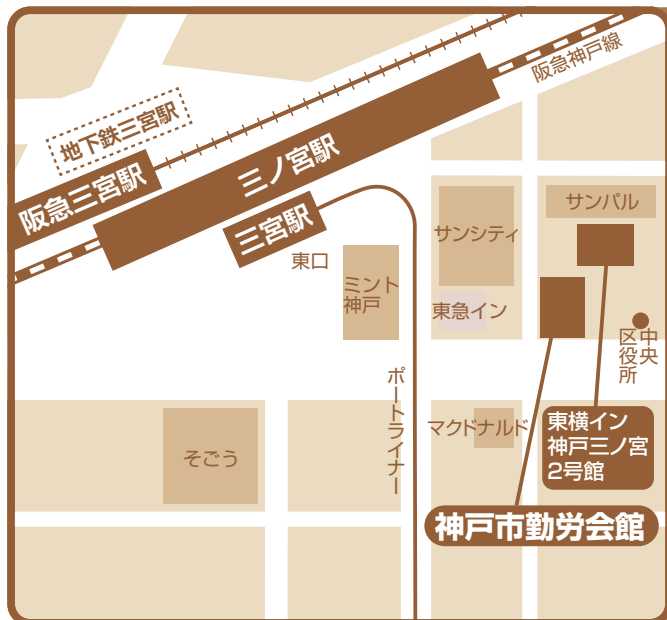 阪急神戸線
地下鉄三宮駅
三ノ宮駅
阪急三宮駅
サンパル
三宮駅
サンシティ
東口
ミント
神戸
東急イン
中央
区役所
ポートライナー
東横イン
神戸三ノ宮
2号館
マクドナルド
そごう
神戸市勤労会館